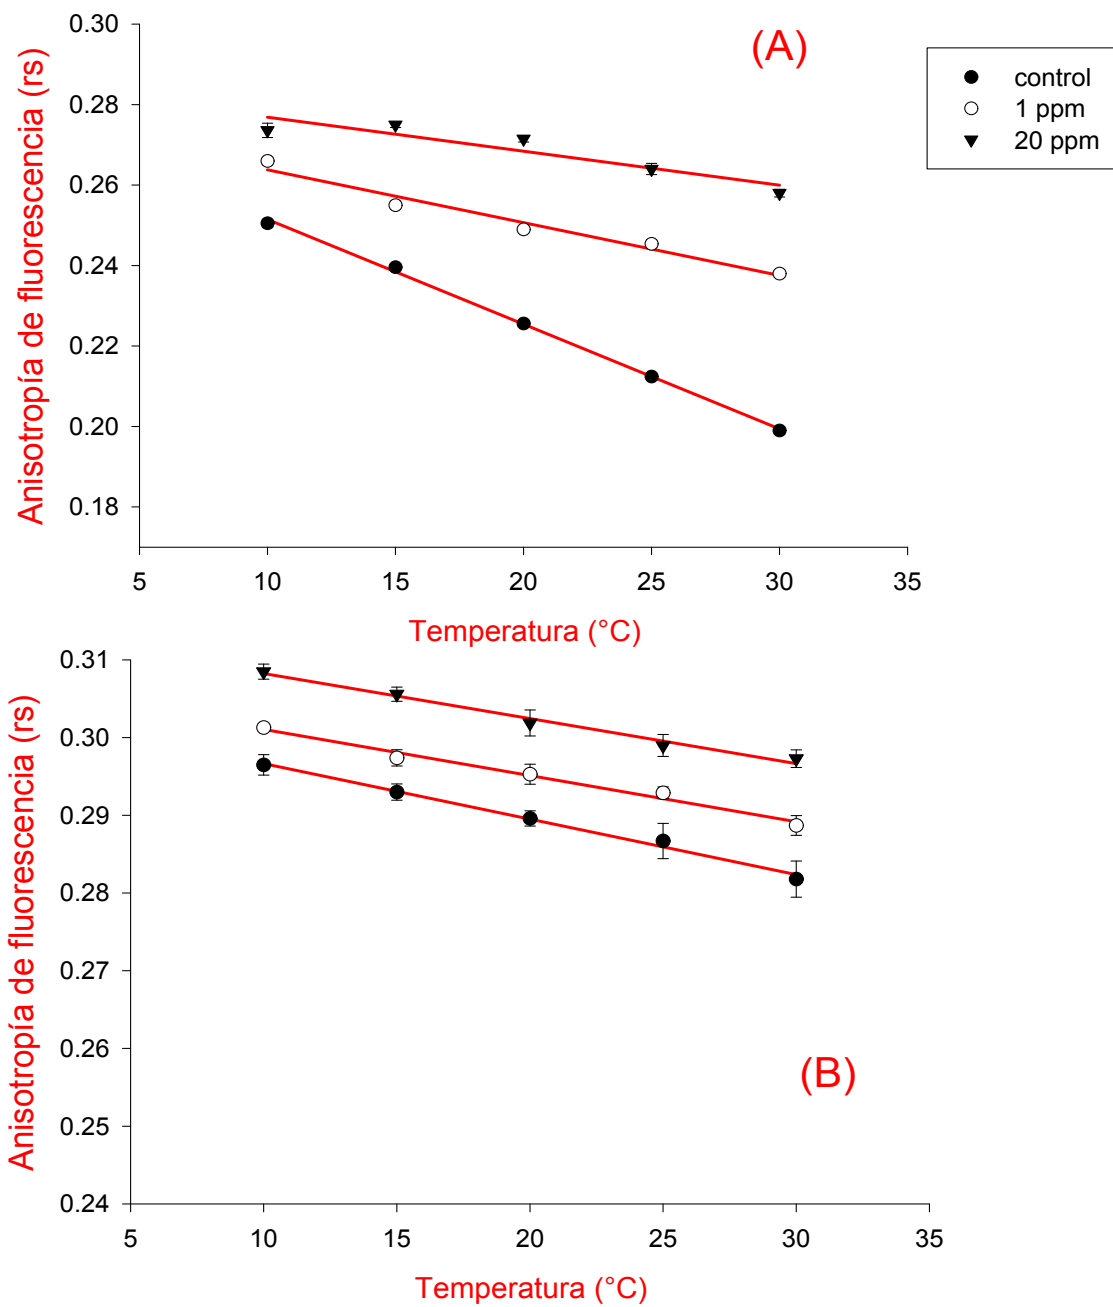 (A)
control
1 ppm
20 ppm
Anisotropía de fluorescencia (rs)
0.30
0.28
0.26
0.24
0.22
0.20
0.18
5 10 15 20 25 30 35
Temperatura (°C)
(B)
Anisotropía de fluorescencia (rs)
0.31
0.30
0.29
0.28
0.27
0.26
0.25
0.24
5 10 15 20 25 30 35
Temperatura (°C)